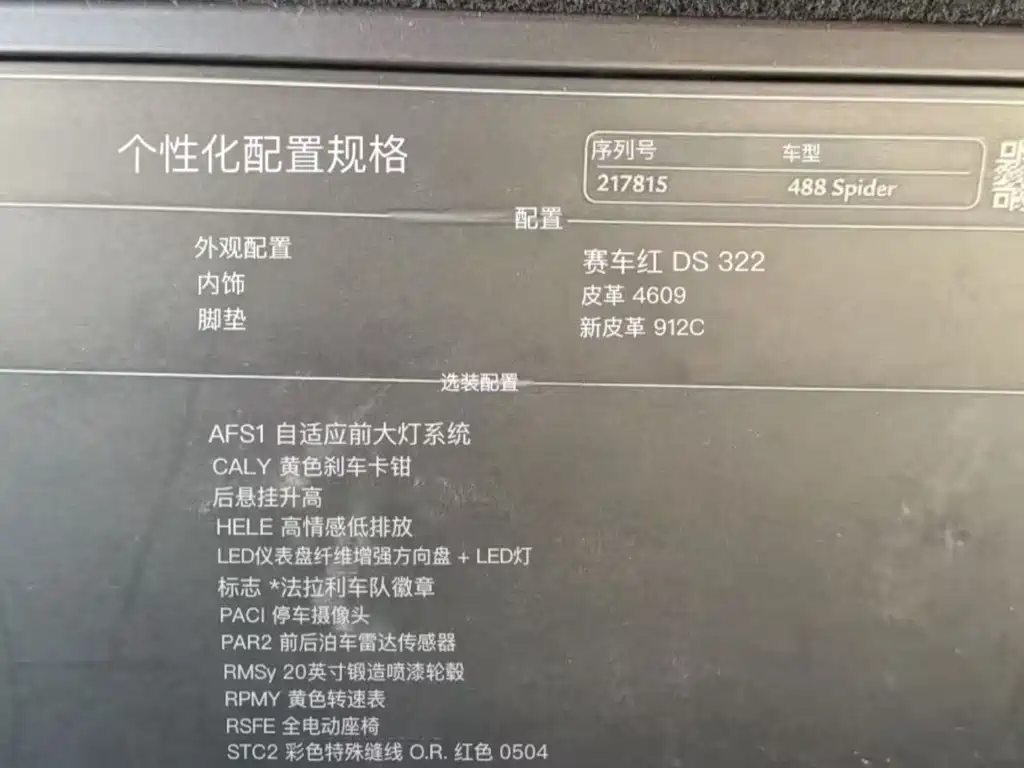 个性化配置规格
序列号 车型
217815 488 Spider
配置
外观配置 赛车红 DS 322
内饰 皮革 4609
脚垫 新皮革 912C
选装配置
AFS1 自适应前大灯系统
CALY 黄色刹车卡钳
后悬挂升高
HELE 高情感低排放
LED仪表盘纤维增强方向盘 + LED灯
标志 *法拉利车队徽章
PACI 停车摄像头
PAR2 前后泊车雷达传感器
RMSy 20英寸锻造喷漆轮毂
RPMY 黄色转速表
RSFE 全电动座椅
STC2 彩色特殊缝线 O.R. 红色 0504